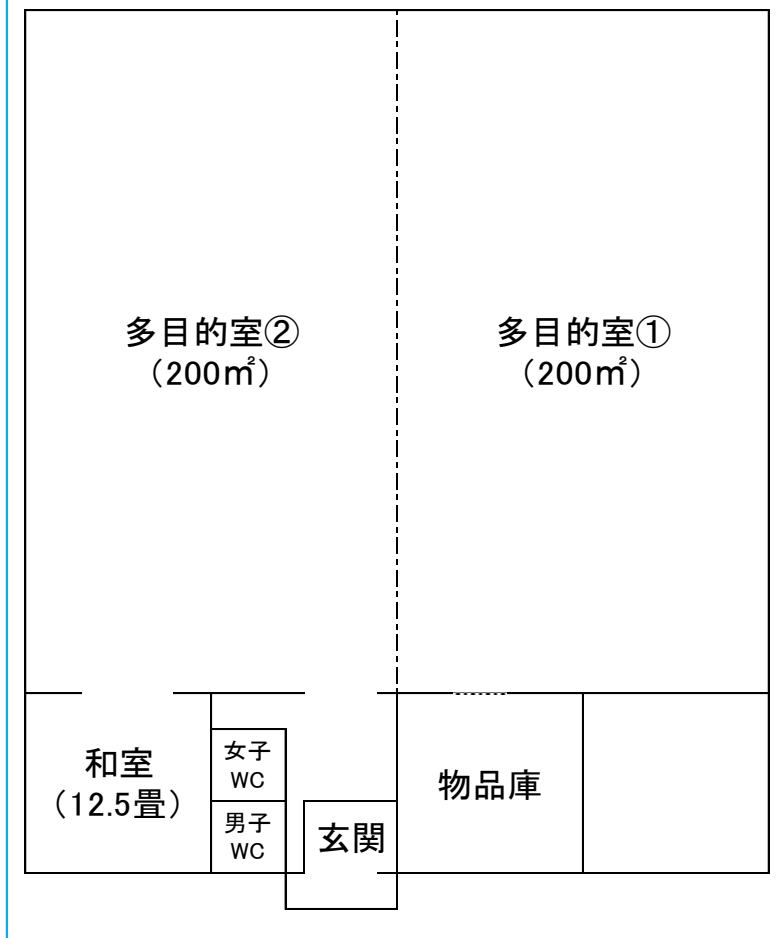 多目的室②
（200㎡）
多目的室①
（200㎡）
和室
（12.5畳）
女子
WC
男子
WC
玄関
物品庫